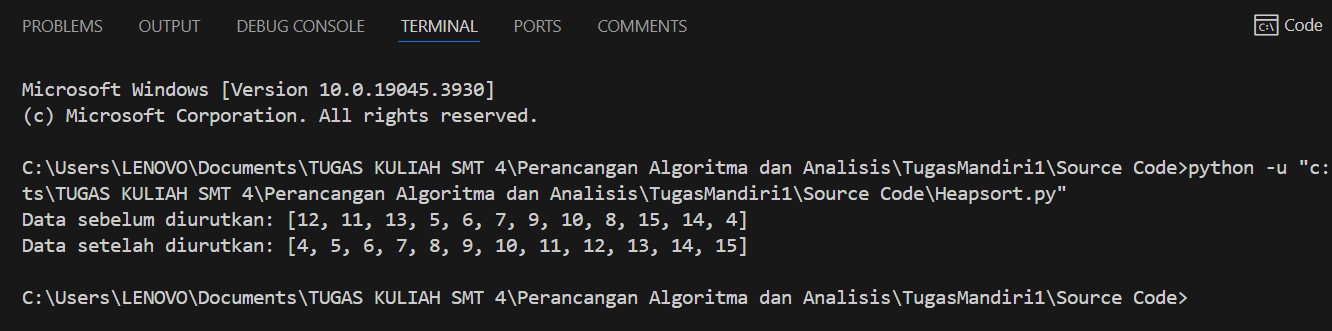 PROBLEMS OUTPUT DEBUG CONSOLE TERMINAL PORTS COMMENTS Code
Microsoft Windows [Version 10.0.19045.3930]
(c) Microsoft Corporation. All rights reserved.
C:\Users\LENOVO\Documents\TUGAS KULIAH SMT 4\Perancangan Algoritma dan Analisis\TugasMandiri1\Source Code>python -u "c:
ts\TUGAS KULIAH SMT 4\Perancangan Algoritma dan Analisis\TugasMandiri1\Source Code\Heapsort.py"
Data sebelum diurutkan: [12, 11, 13, 5, 6, 7, 9, 10, 8, 15, 14, 4]
Data setelah diurutkan: [4, 5, 6, 7, 8, 9, 10, 11, 12, 13, 14, 15]
C:\Users\LENOVO\Documents\TUGAS KULIAH SMT 4\Perancangan Algoritma dan Analisis\TugasMandiri1\Source Code>